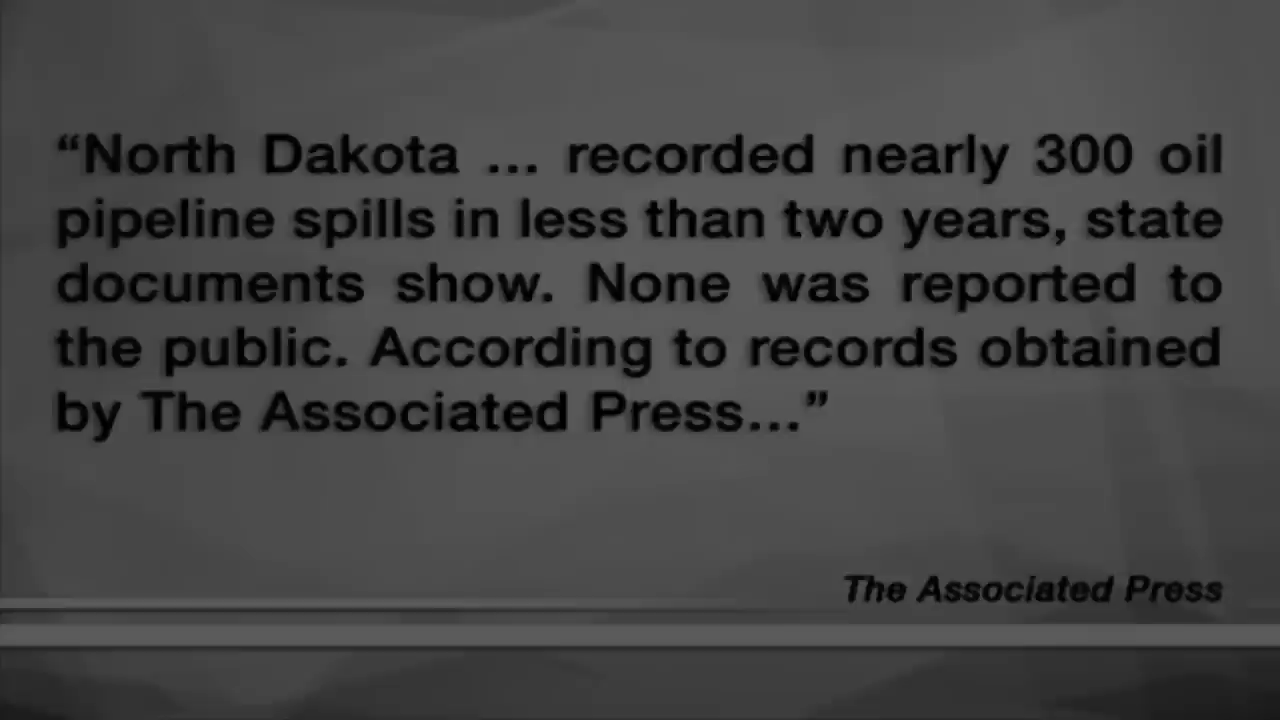 “North Dakota ... recorded nearly 300 oil
pipeline spills in less than two years, state
documents show. None was reported to
the public. According to records obtained
by The Associated Press...”
The Associated Press